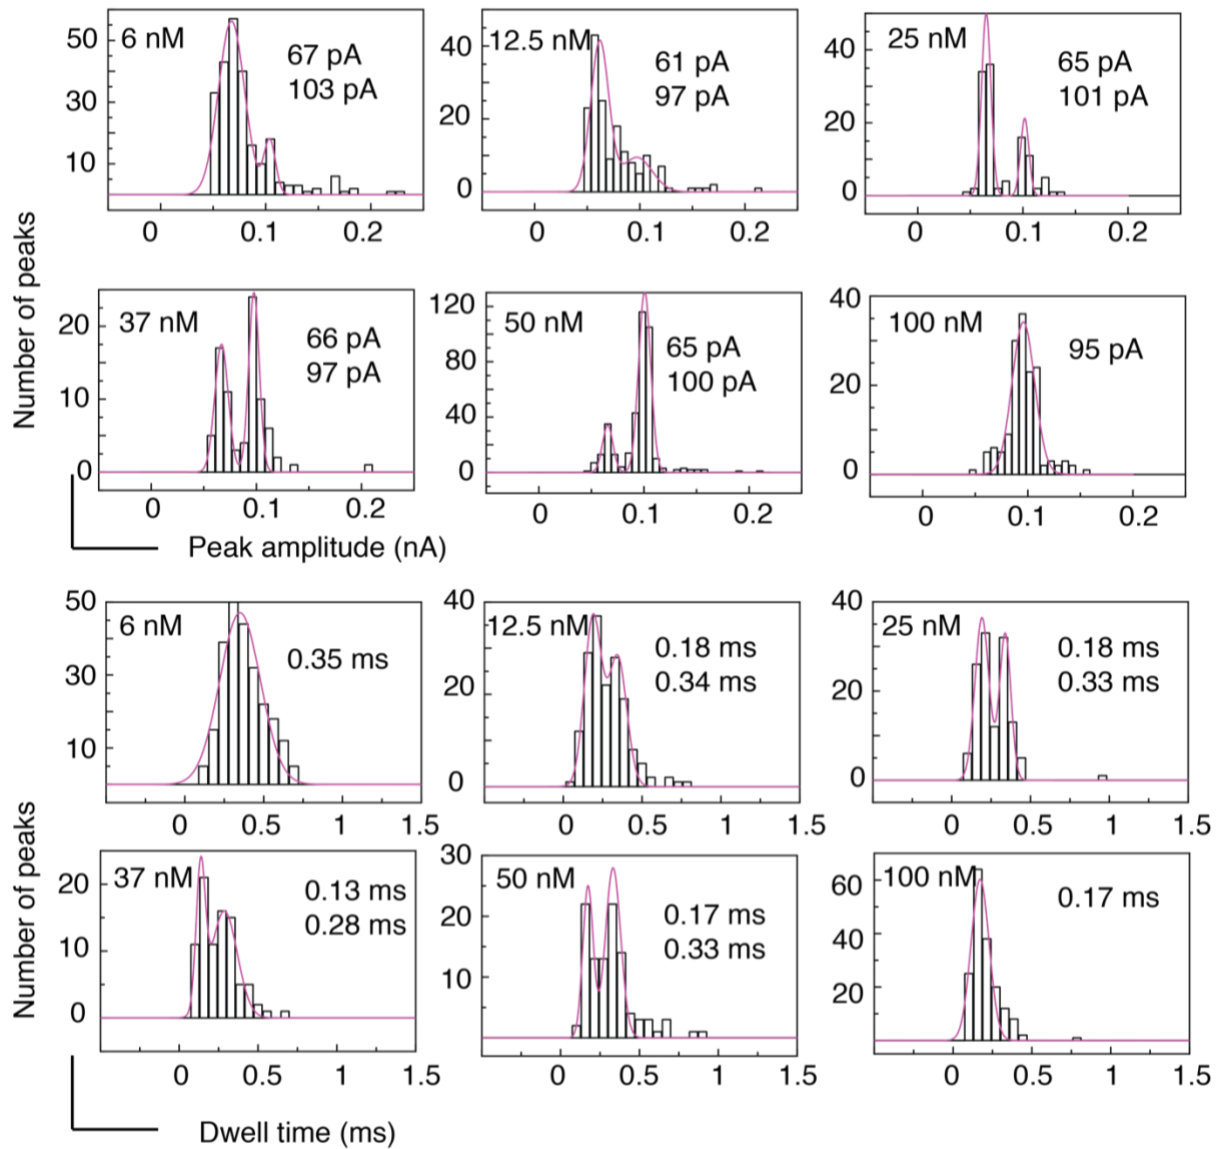 6 nM
67 pA
103 pA
50
30
10
0
0.1
0.2
12.5 nM
61 pA
97 pA
40
20
0
0
0.1
0.2
25 nM
65 pA
101 pA
40
20
0
0
0.1
0.2
Number of peaks
37 nM
66 pA
97 pA
20
10
0
0
0.1
0.2
50 nM
65 pA
100 pA
120
80
40
0
0
0.1
0.2
100 nM
95 pA
40
20
0
0
0.1
0.2
Peak amplitude (nA)
6 nM
0.35 ms
50
30
10
0
0.5
1
1.5
12.5 nM
0.18 ms
0.34 ms
40
20
0
0
0.5
1
1.5
25 nM
0.18 ms
0.33 ms
40
20
0
0
0.5
1
1.5
Number of peaks
37 nM
0.13 ms
0.28 ms
20
10
0
0
0.5
1
1.5
50 nM
0.17 ms
0.33 ms
30
20
10
0
0.5
1
1.5
100 nM
0.17 ms
60
40
20
0
0.5
1
1.5
Dwell time (ms)